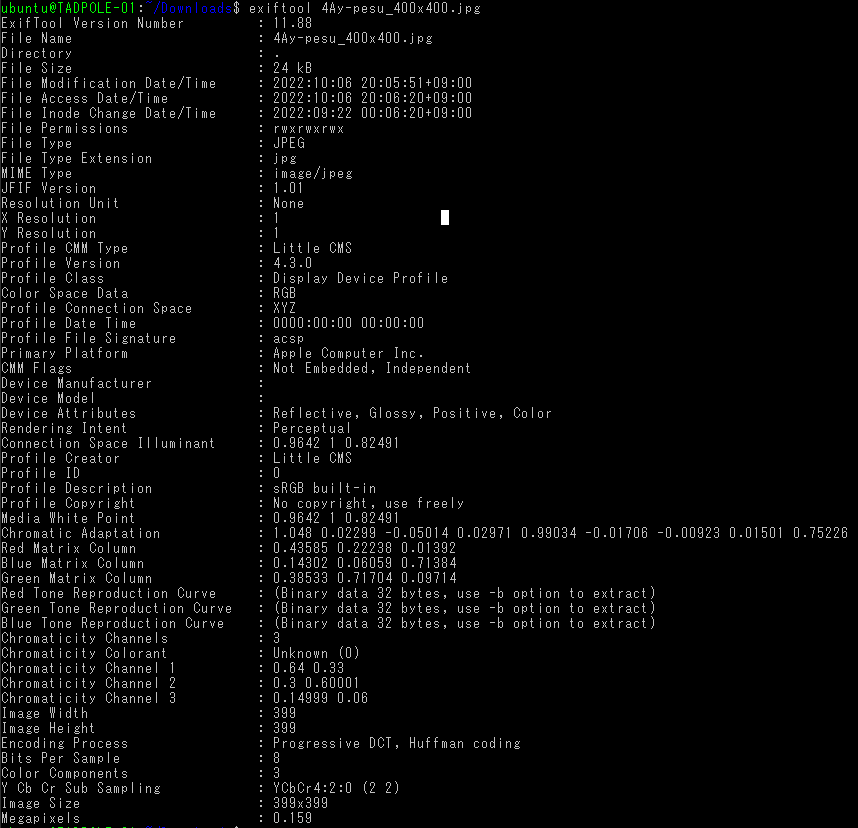 ubuntu@TADPOLE-01:~/Downloads$ exiftool 4Ay-pesu_400x400.jpg
ExifTool Version Number : 11.88
File Name : 4Ay-pesu_400x400.jpg
Directory : .
File Size : 24 kB
File Modification Date/Time : 2022:10:06 20:05:51+09:00
File Access Date/Time : 2022:10:06 20:06:20+09:00
File Inode Change Date/Time : 2022:09:22 00:06:20+09:00
File Permissions : rwxrwxrwx
File Type : JPEG
File Type Extension : jpg
MIME Type : image/jpeg
JFIF Version : 1.01
Resolution Unit : None
X Resolution : 1
Y Resolution : 1
Profile CMM Type : Little CMS
Profile Version : 4.3.0
Profile Class : Display Device Profile
Color Space Data : RGB
Profile Connection Space : XYZ
Profile Date Time : 0000:00:00 00:00:00
Profile File Signature : acsp
Primary Platform : Apple Computer Inc.
CMM Flags : Not Embedded, Independent
Device Manufacturer :
Device Model :
Device Attributes : Reflective, Glossy, Positive, Color
Rendering Intent : Perceptual
Connection Space Illuminant : 0.9642 1 0.82491
Profile Creator : Little CMS
Profile ID : 0
Profile Description : sRGB built-in
Profile Copyright : No copyright, use freely
Media White Point : 0.9642 1 0.82491
Chromatic Adaptation : 1.048 0.02299 -0.05014 0.02971 0.99034 -0.01706 -0.00923 0.01501 0.75226
Red Matrix Column : 0.43585 0.22238 0.01392
Blue Matrix Column : 0.14302 0.06059 0.71384
Green Matrix Column : 0.38533 0.71704 0.09714
Red Tone Reproduction Curve : (Binary data 32 bytes, use -b option to extract)
Green Tone Reproduction Curve : (Binary data 32 bytes, use -b option to extract)
Blue Tone Reproduction Curve : (Binary data 32 bytes, use -b option to extract)
Chromaticity Channels : 3
Chromaticity Colorant : Unknown (0)
Chromaticity Channel 1 : 0.64 0.33
Chromaticity Channel 2 : 0.3 0.60001
Chromaticity Channel 3 : 0.14999 0.06
Image Width : 399
Image Height : 399
Encoding Process : Progressive DCT, Huffman coding
Bits Per Sample : 8
Color Components : 3
Y Cb Cr Sub Sampling : YCbCr4:2:0 (2 2)
Image Size : 399x399
Megapixels : 0.159